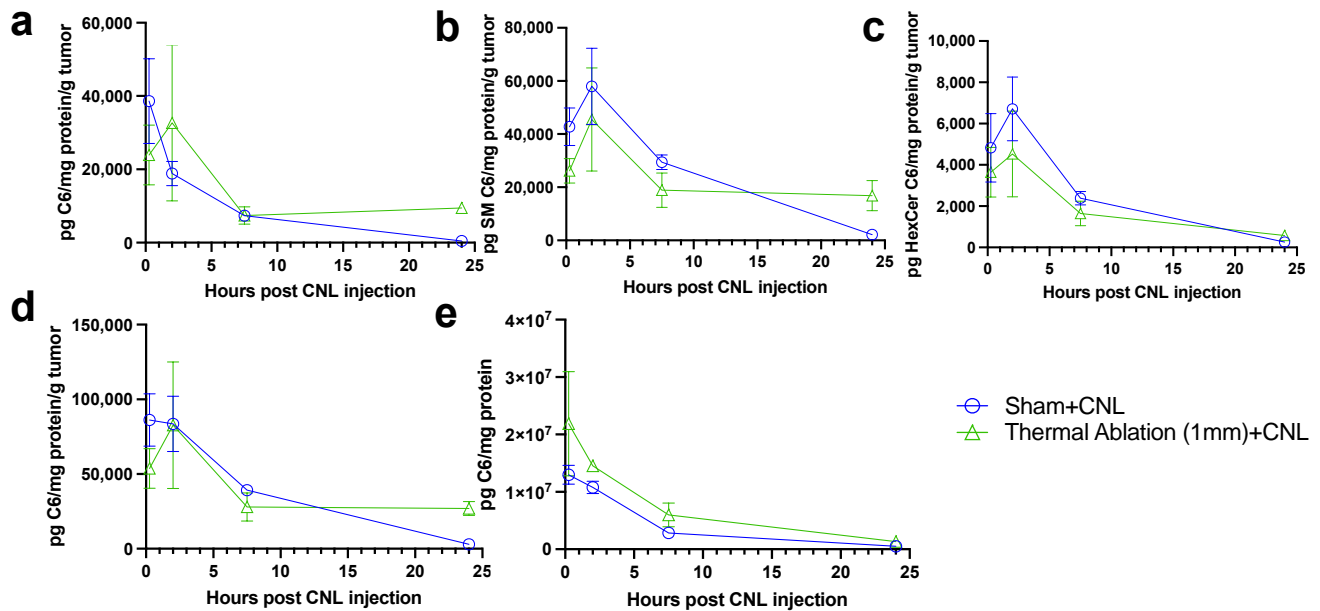 a
pg C6/mg protein/g tumor
60,000
40,000
20,000
0
0 5 10 15 20 25
Hours post CNL injection
b
pg SM C6/mg protein/g tumor
80,000
60,000
40,000
20,000
0
0 5 10 15 20 25
Hours post CNL injection
c
pg HexCer C6/mg protein/g tumor
10,000
8,000
6,000
4,000
2,000
0
0 5 10 15 20 25
Hours post CNL injection
d
pg C6/mg protein/g tumor
150,000
100,000
50,000
0
0 5 10 15 20 25
Hours post CNL injection
e
pg C6/mg protein
4×10⁷
3×10⁷
2×10⁷
1×10⁷
0
0 5 10 15 20 25
Hours post CNL injection
Sham+CNL
Thermal Ablation (1mm)+CNL